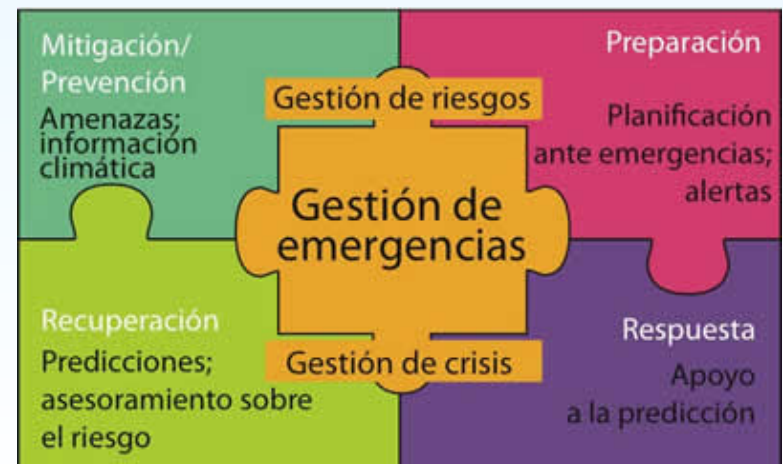 Mitigación/
Prevención
Amenazas;
información
climática
Preparación
Planificación
ante emergencias;
alertas
Gestión de riesgos
Gestión de
emergencias
Gestión de crisis
Recuperación
Predicciones;
asesoramiento sobre
el riesgo
Respuesta
Apoyo
a la predicción